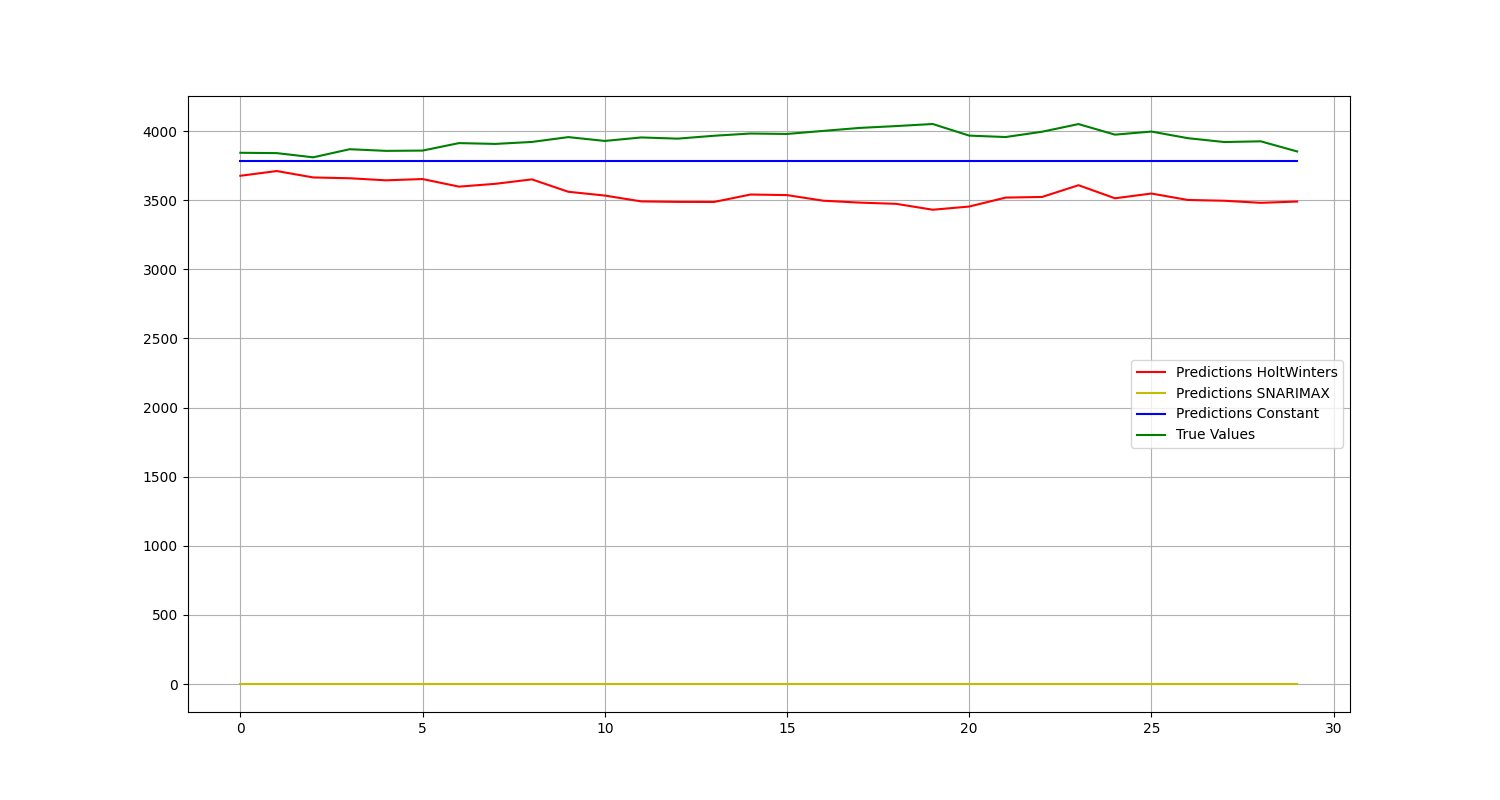 4000
3500
3000
2500
2000
1500
1000
500
0
0 5 10 15 20 25 30
Predictions HoltWinters
Predictions SNARIMAX
Predictions Constant
True Values